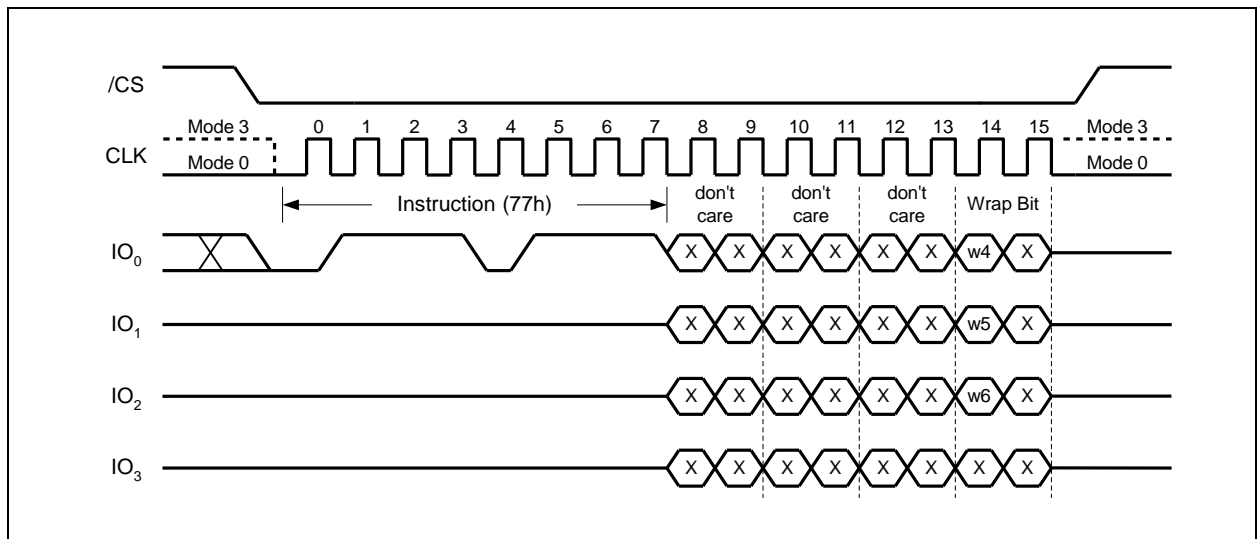 /CS
Mode 3 0 1 2 3 4 5 6 7 8 9 10 11 12 13 14 15 Mode 3
CLK Mode 0 Mode 0
Instruction (77h) don't care don't care don't care Wrap Bit
IO0 X X X X X X w4 X
IO1 X X X X X X w5 X
IO2 X X X X X X w6 X
IO3 X X X X X X X X